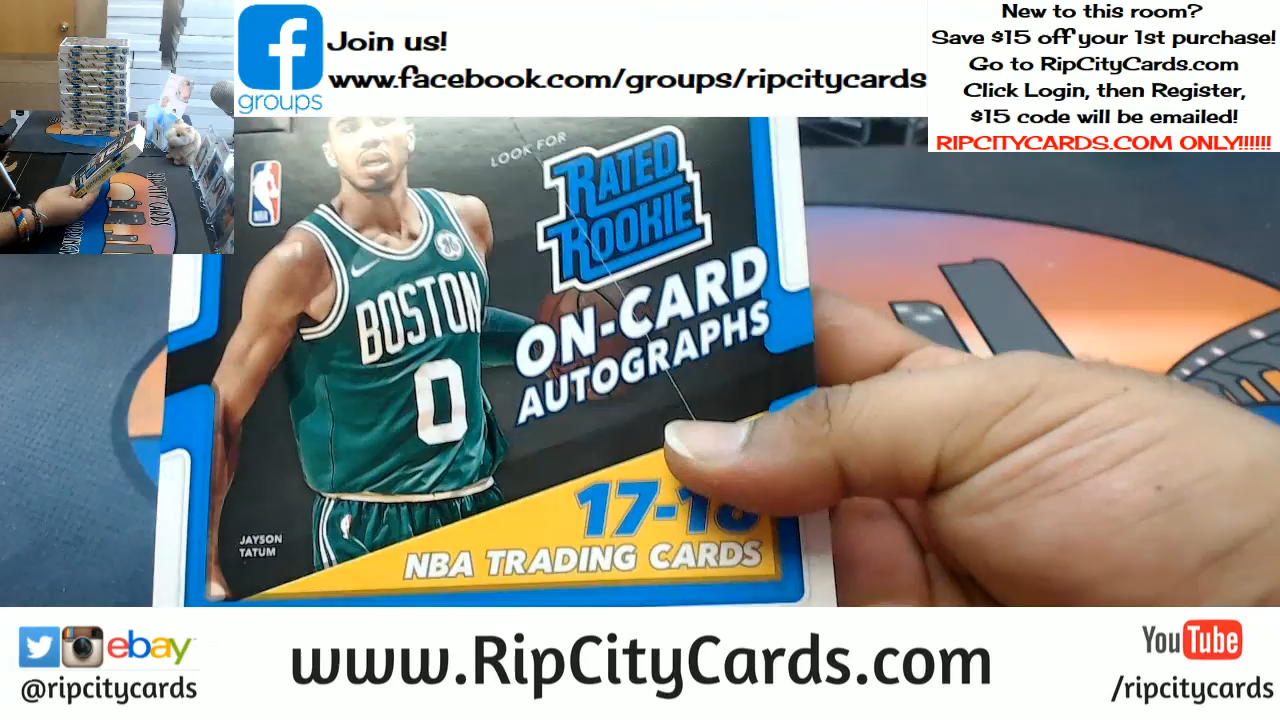 groups
Join us!
www.facebook.com/groups/ripcitycards
New to this room?
Save $15 off your 1st purchase!
Go to RipCityCards.com
Click Login, then Register,
$15 code will be emailed!
RIPCITYCARDS.COM ONLY!!!!!!
NBA
LOOK FOR
RATED
ROOKIE
ON-CARD
AUTOGRAPHS
BOSTON
0
JAYSON
TATUM
17-18
NBA TRADING CARDS
ebay
@ripcitycards
www.RipCityCards.com
YouTube
/ripcitycards